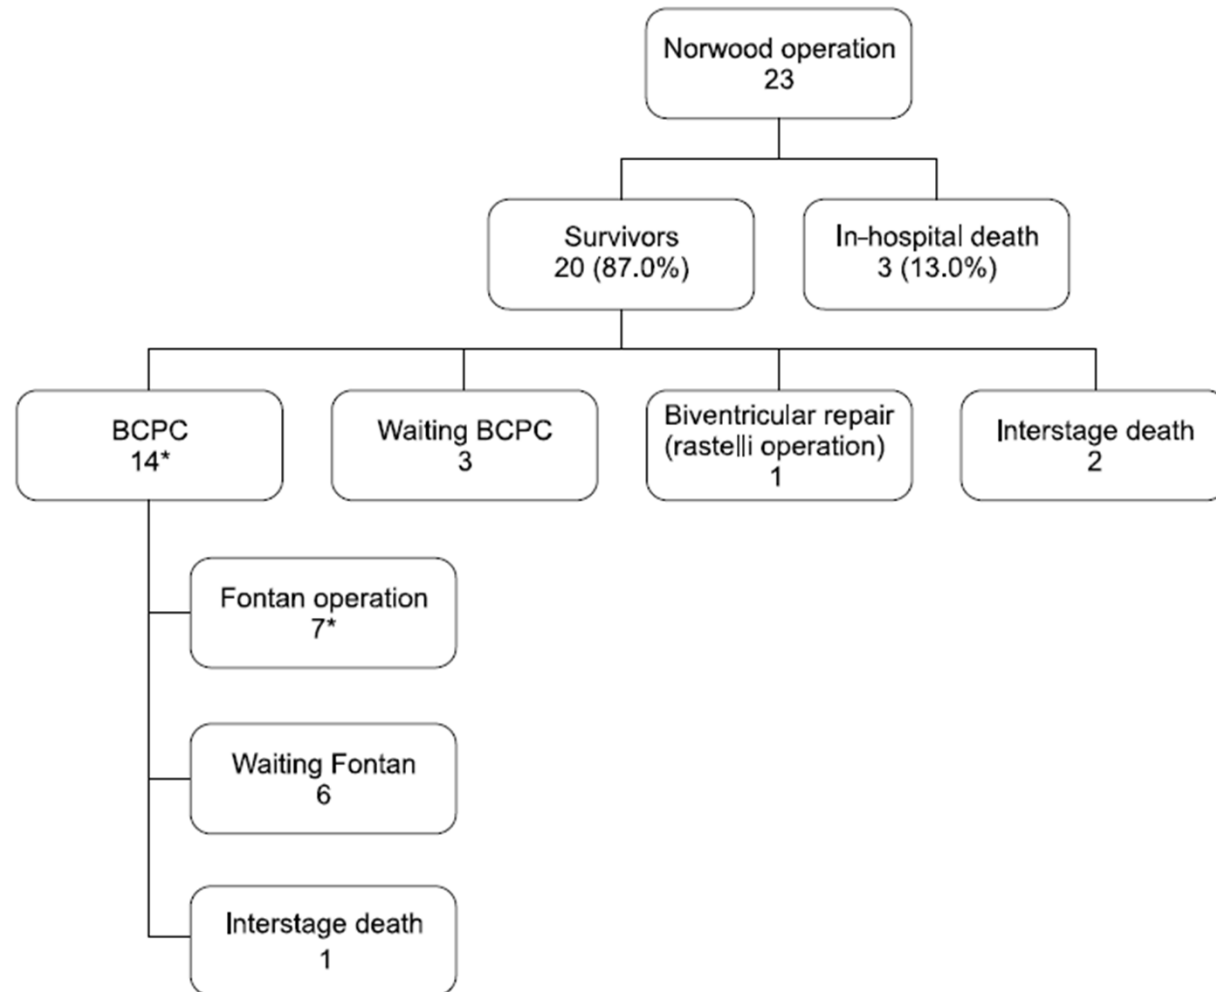 Norwood operation
23
Survivors
20 (87.0%)
In-hospital death
3 (13.0%)
BCPC
14*
Waiting BCPC
3
Biventricular repair
(rastelli operation)
1
Interstage death
2
Fontan operation
7*
Waiting Fontan
6
Interstage death
1